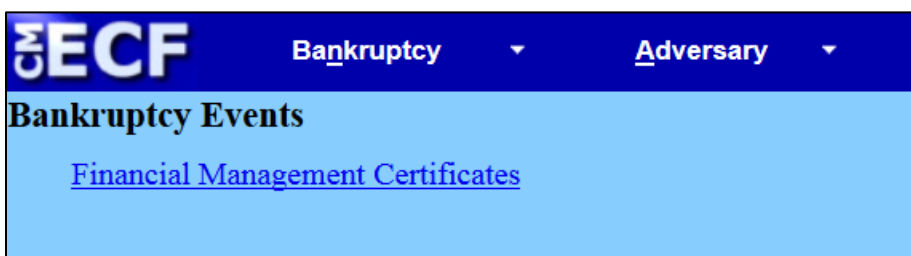 CM ECF Bankruptcy Adversary
Bankruptcy Events
Financial Management Certificates